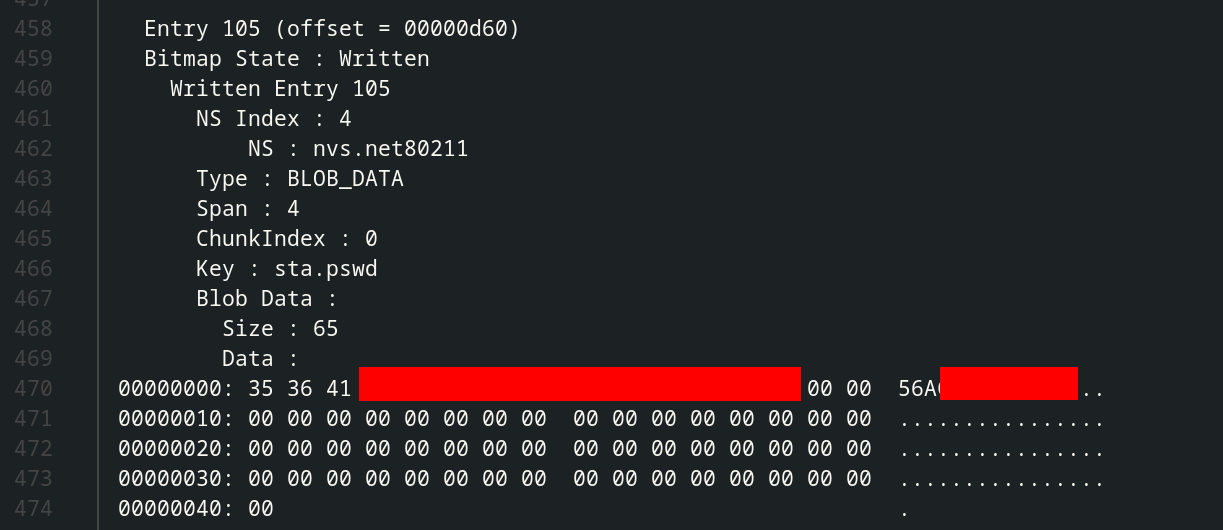 457
458 Entry 105 (offset = 00000d60)
459 Bitmap State : Written
460 Written Entry 105
461 NS Index : 4
462 NS : nvs.net80211
463 Type : BLOB_DATA
464 Span : 4
465 ChunkIndex : 0
466 Key : sta.pswd
467 Blob Data :
468 Size : 65
469 Data :
470 00000000: 35 36 41 00 00 56A ..
471 00000010: 00 00 00 00 00 00 00 00 00 00 00 00 00 00 00 00 ................
472 00000020: 00 00 00 00 00 00 00 00 00 00 00 00 00 00 00 00 ................
473 00000030: 00 00 00 00 00 00 00 00 00 00 00 00 00 00 00 00 ................
474 00000040: 00 .